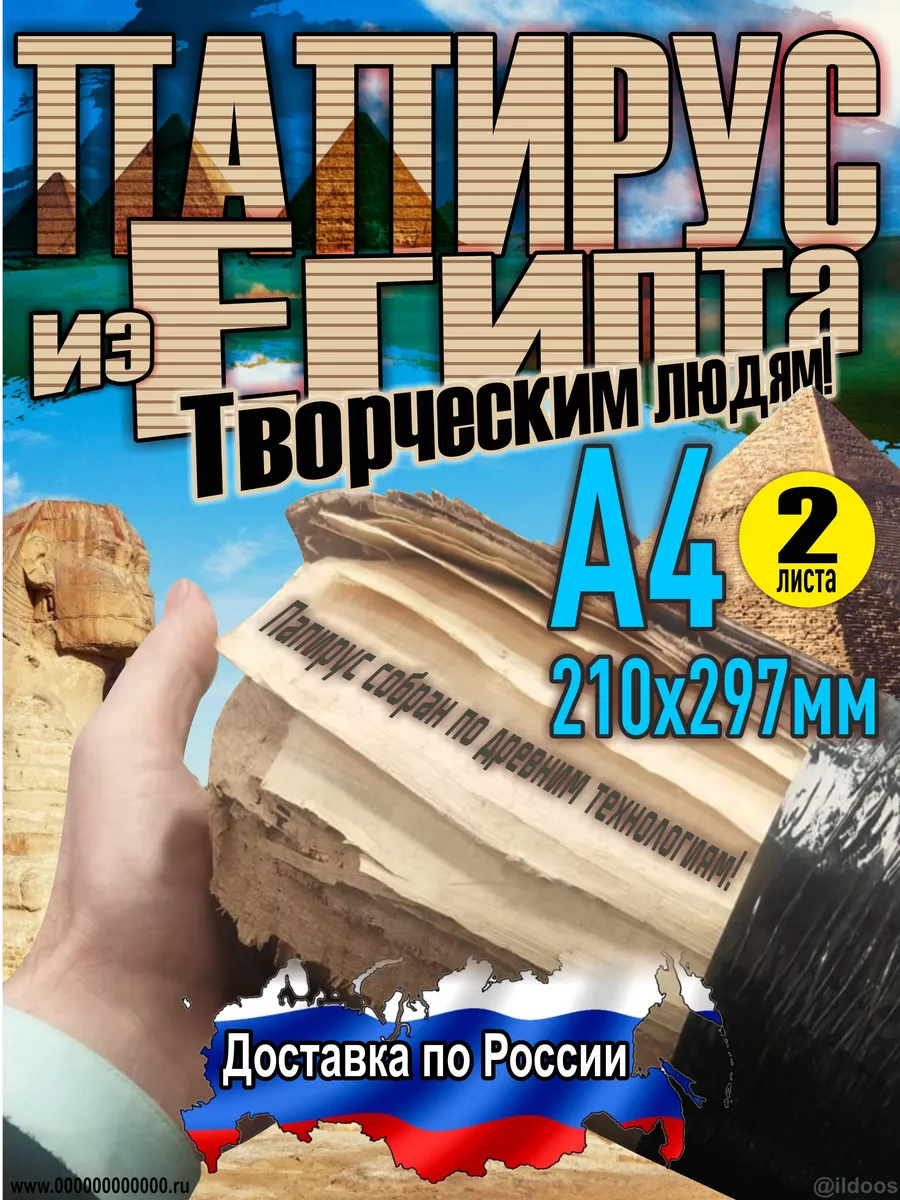 ПАПИРУС
из Египта
Творческим людям!
А4
2
листа
210х297мм
Папирус собран по древним технологиям!
Доставка по России
www.000000000000.ru
@ildoos